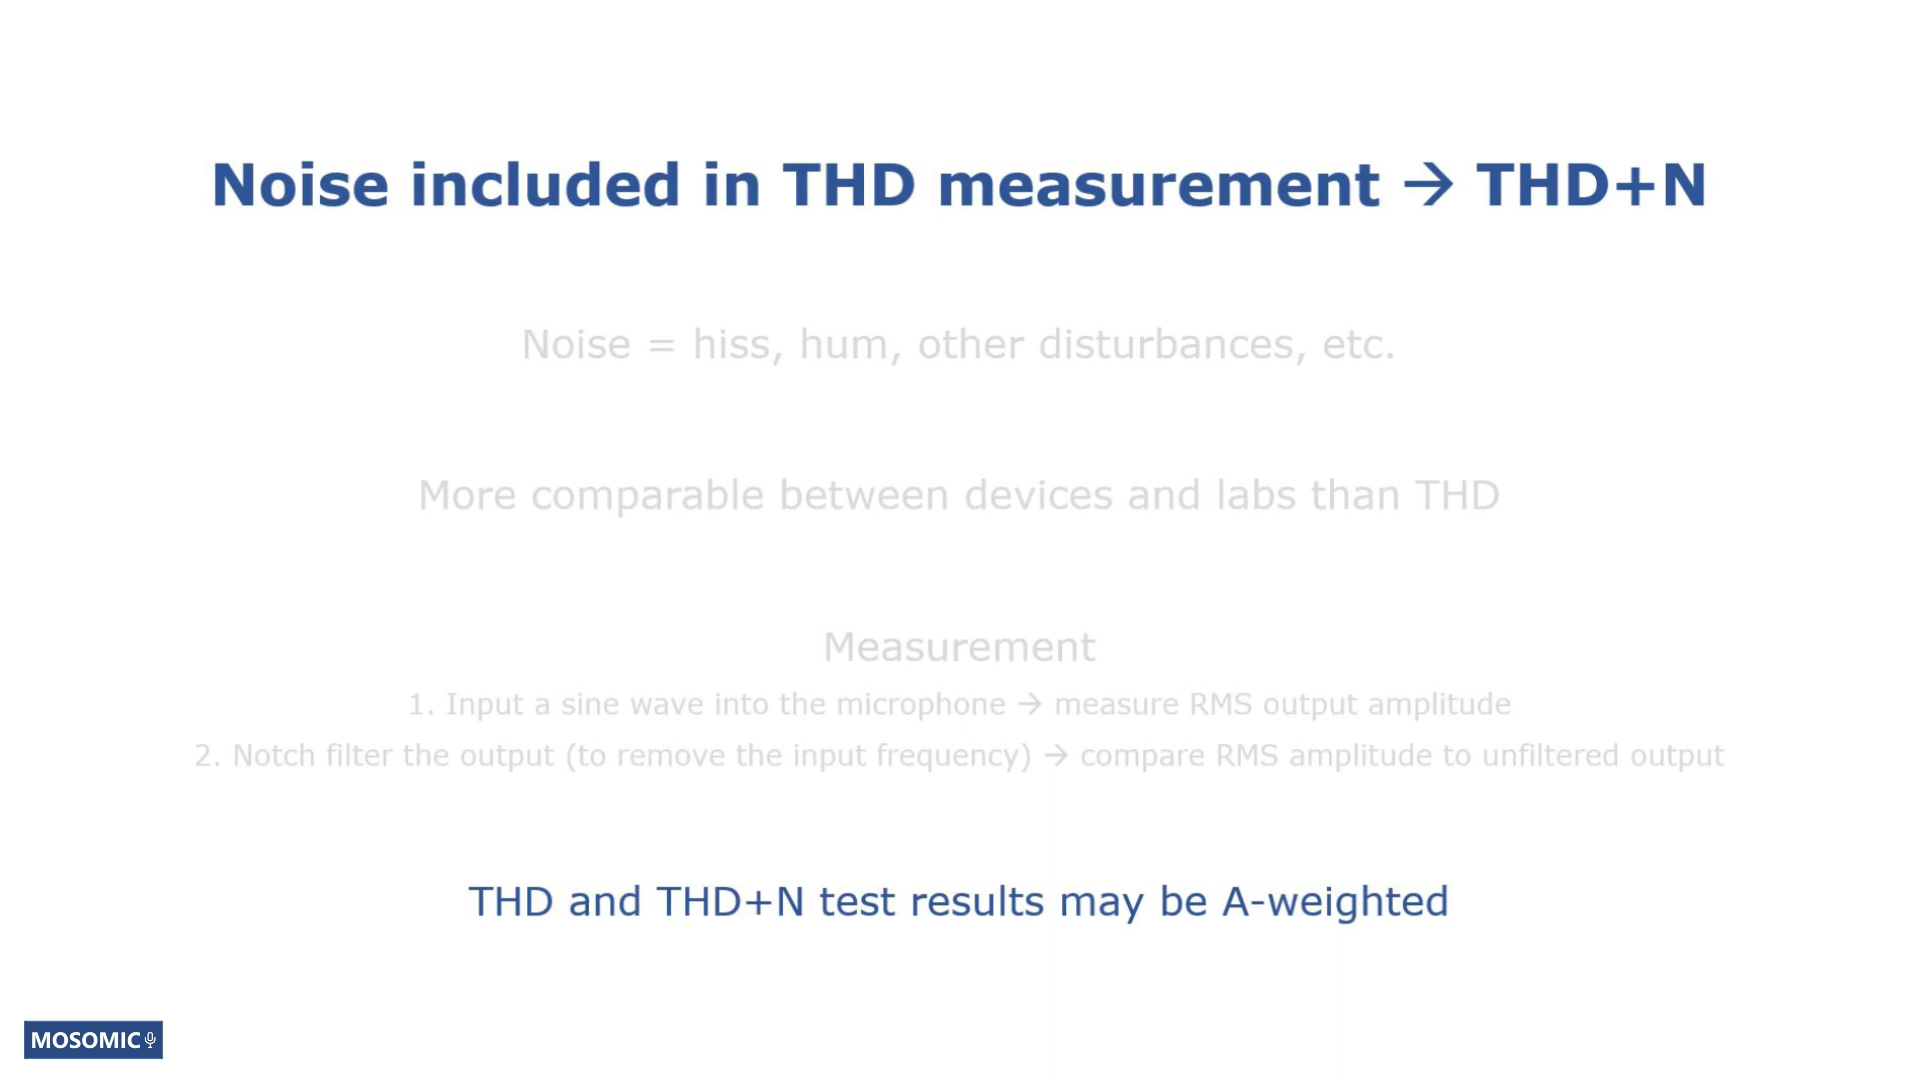 Noise included in THD measurement → THD+N
Noise = hiss, hum, other disturbances, etc.
More comparable between devices and labs than THD
Measurement
1. Input a sine wave into the microphone → measure RMS output amplitude
2. Notch filter the output (to remove the input frequency) → compare RMS amplitude to unfiltered output
THD and THD+N test results may be A-weighted
MOSOMIC